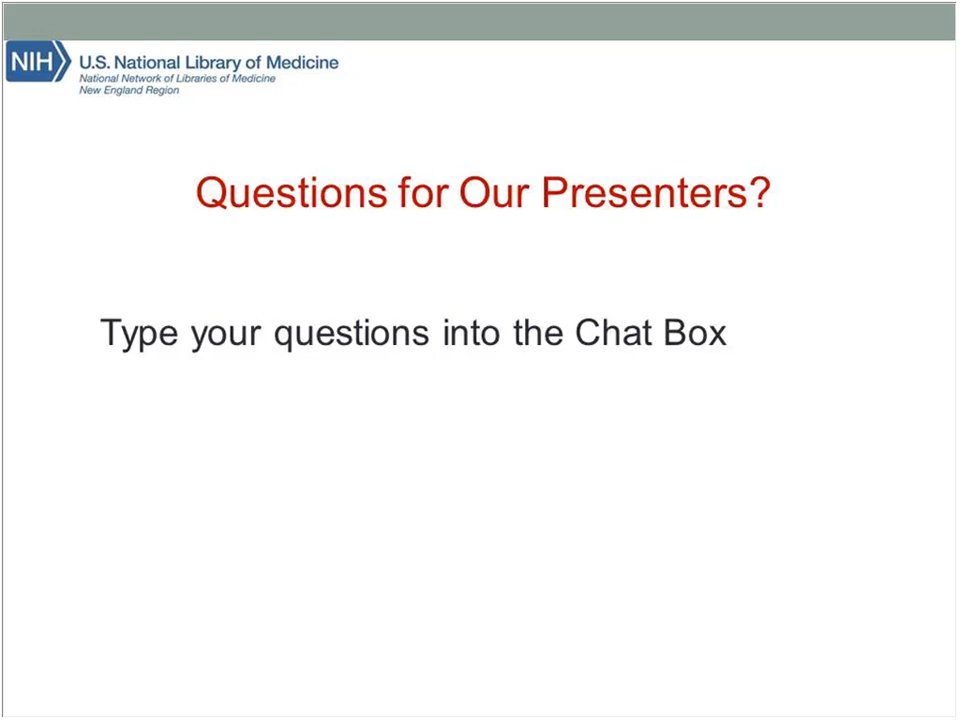 NIH
U.S. National Library of Medicine
National Network of Libraries of Medicine
New England Region
Questions for Our Presenters?
Type your questions into the Chat Box